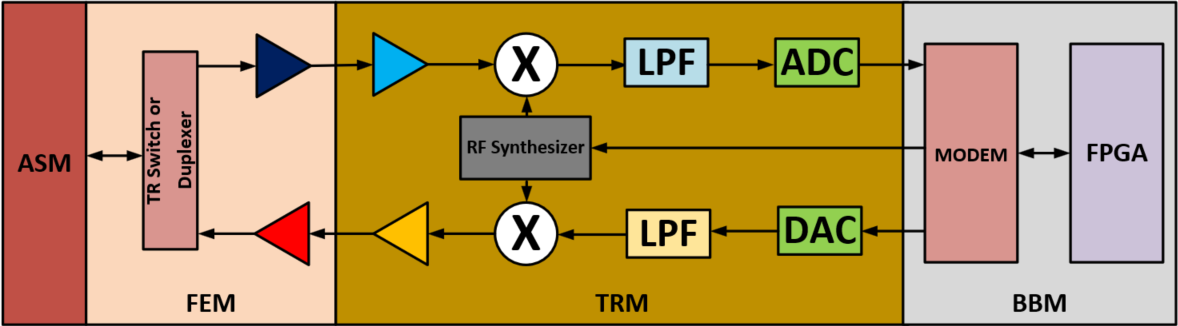 ASM
TR Switch or
Duplexer
FEM
X
LPF
ADC
RF Synthesizer
X
LPF
DAC
TRM
MODEM
FPGA
BBM